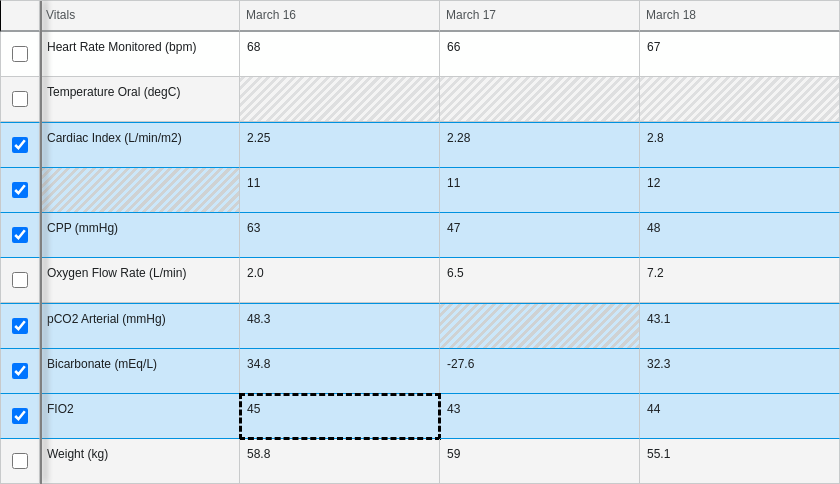 Vitals March 16 March 17 March 18
Heart Rate Monitored (bpm) 68 66 67
Temperature Oral (degC)
Cardiac Index (L/min/m2) 2.25 2.28 2.8
11 11 12
CPP (mmHg) 63 47 48
Oxygen Flow Rate (L/min) 2.0 6.5 7.2
pCO2 Arterial (mmHg) 48.3 43.1
Bicarbonate (mEq/L) 34.8 -27.6 32.3
FIO2 45 43 44
Weight (kg) 58.8 59 55.1